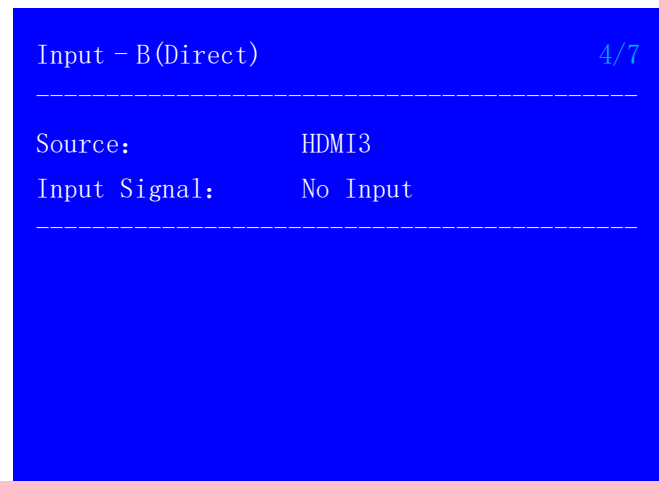 Input - B(Direct) 4/7
Source: HDMI3
Input Signal: No Input